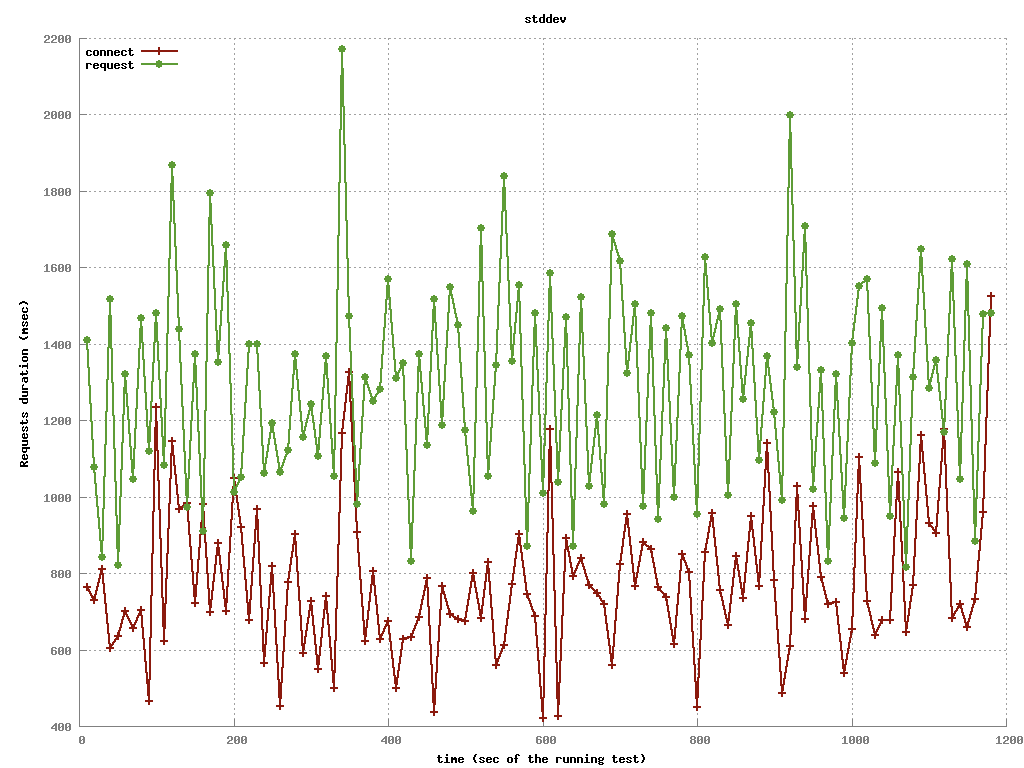 stddev
connect
request
2200
2000
1800
1600
1400
1200
1000
800
600
400
Requests duration (msec)
0 200 400 600 800 1000 1200
time (sec of the running test)